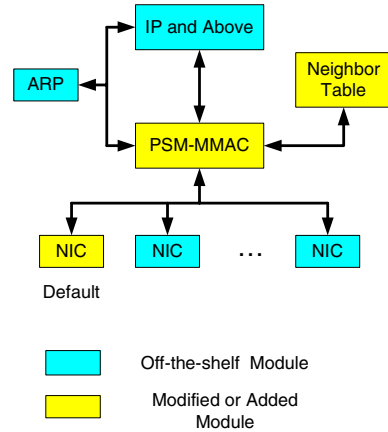 IP and Above
ARP
Neighbor
Table
PSM-MMAC
NIC
NIC
...
NIC
Default
Off-the-shelf Module
Modified or Added
Module